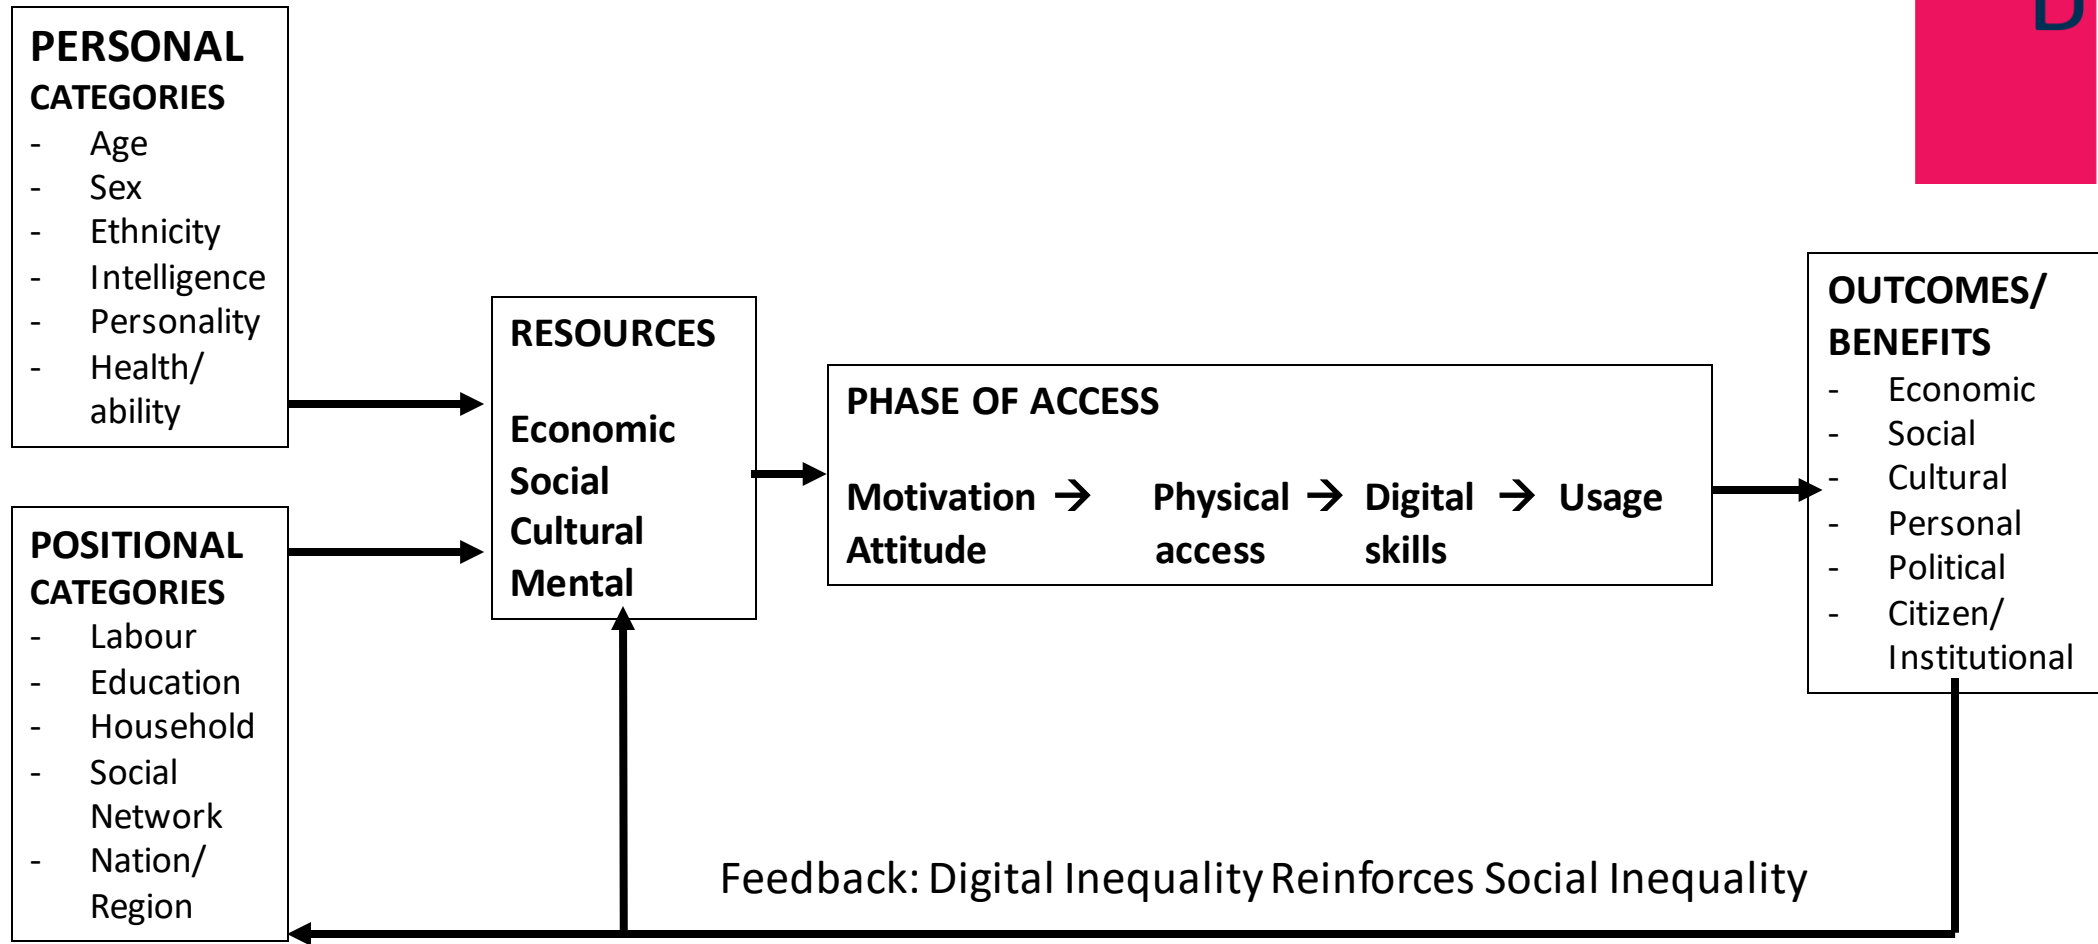 D
PERSONAL
CATEGORIES
- Age
- Sex
- Ethnicity
- Intelligence
- Personality
- Health/
ability
POSITIONAL
CATEGORIES
- Labour
- Education
- Household
- Social
Network
- Nation/
Region
RESOURCES
Economic
Social
Cultural
Mental
PHASE OF ACCESS
Motivation → Physical → Digital → Usage
Attitude access skills
OUTCOMES/
BENEFITS
- Economic
- Social
- Cultural
- Personal
- Political
- Citizen/
Institutional
Feedback: Digital Inequality Reinforces Social Inequality